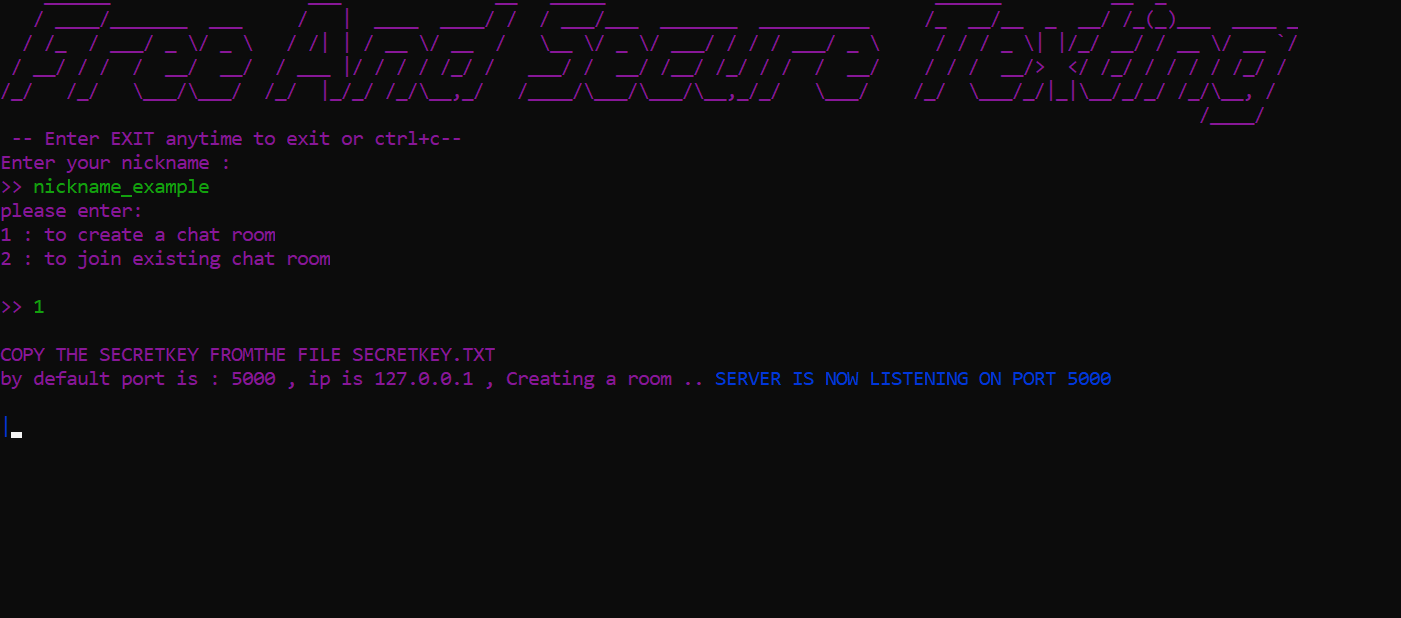 Free And Secure Texting
-- Enter EXIT anytime to exit or ctrl+c--
Enter your nickname :
>> nickname_example
please enter:
1 : to create a chat room
2 : to join existing chat room
>> 1
COPY THE SECRETKEY FROMTHE FILE SECRETKEY.TXT
by default port is : 5000 , ip is 127.0.0.1 , Creating a room .. SERVER IS NOW LISTENING ON PORT 5000
|